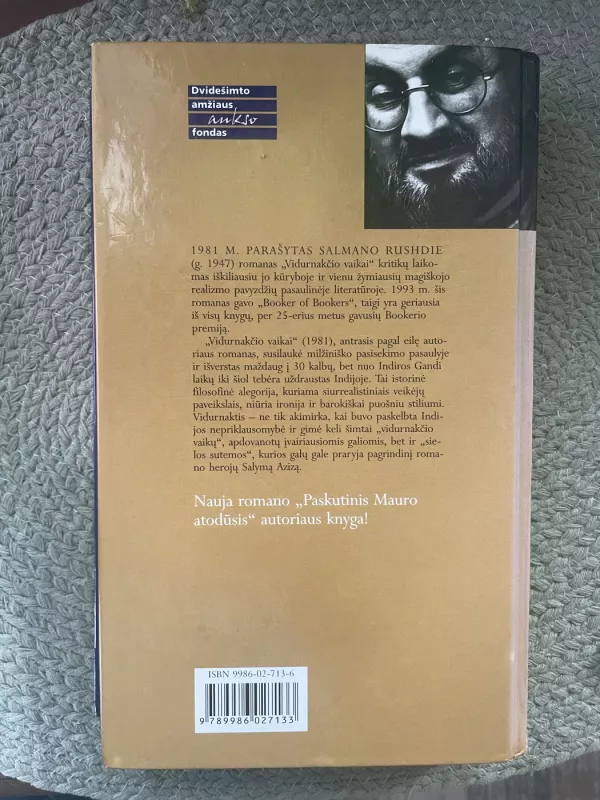 Dvidešimto
amžiaus
aukso
fondas
1981 M. PARAŠYTAS SALMANO RUSHDIE
(g. 1947) romanas „Vidurnakčio vaikai“ kritikų laiko-
mas iškiliausiu jo kūryboje ir vienu žymiausių magiškojo
realizmo pavyzdžių pasaulinėje literatūroje. 1993 m. šis
romanas gavo „Booker of Bookers“, taigi yra geriausia
iš visų knygų, per 25-erius metus gavusių Bookerio
premiją.
„Vidurnakčio vaikai“ (1981), antrasis pagal eilę auto-
riaus romanas, susilaukė milžiniško pasisekimo pasaulyje
ir išverstas maždaug į 30 kalbų, bet nuo Indiros Gandi
laikų iki šiol tebėra uždraustas Indijoje. Tai istorinė
filosofinė alegorija, kuriama siurrealistiniais veikėjų
paveikslais, niūria ironija ir barokiškai puošniu stiliumi.
Vidurnaktis – ne tik akimirka, kai buvo paskelbta Indi-
jos nepriklausomybė ir gimė keli šimtai „vidurnakčio
vaikų“, apdovanotų įvairiausiomis galiomis, bet ir „sie-
los sutemos“, kurios galų gale praryja pagrindinį roma-
no herojų Salymą Azizą.
Nauja romano „Paskutinis Mauro
atodūsis“ autoriaus knyga!
ISBN 9986-02-713-6
9 789986 027133